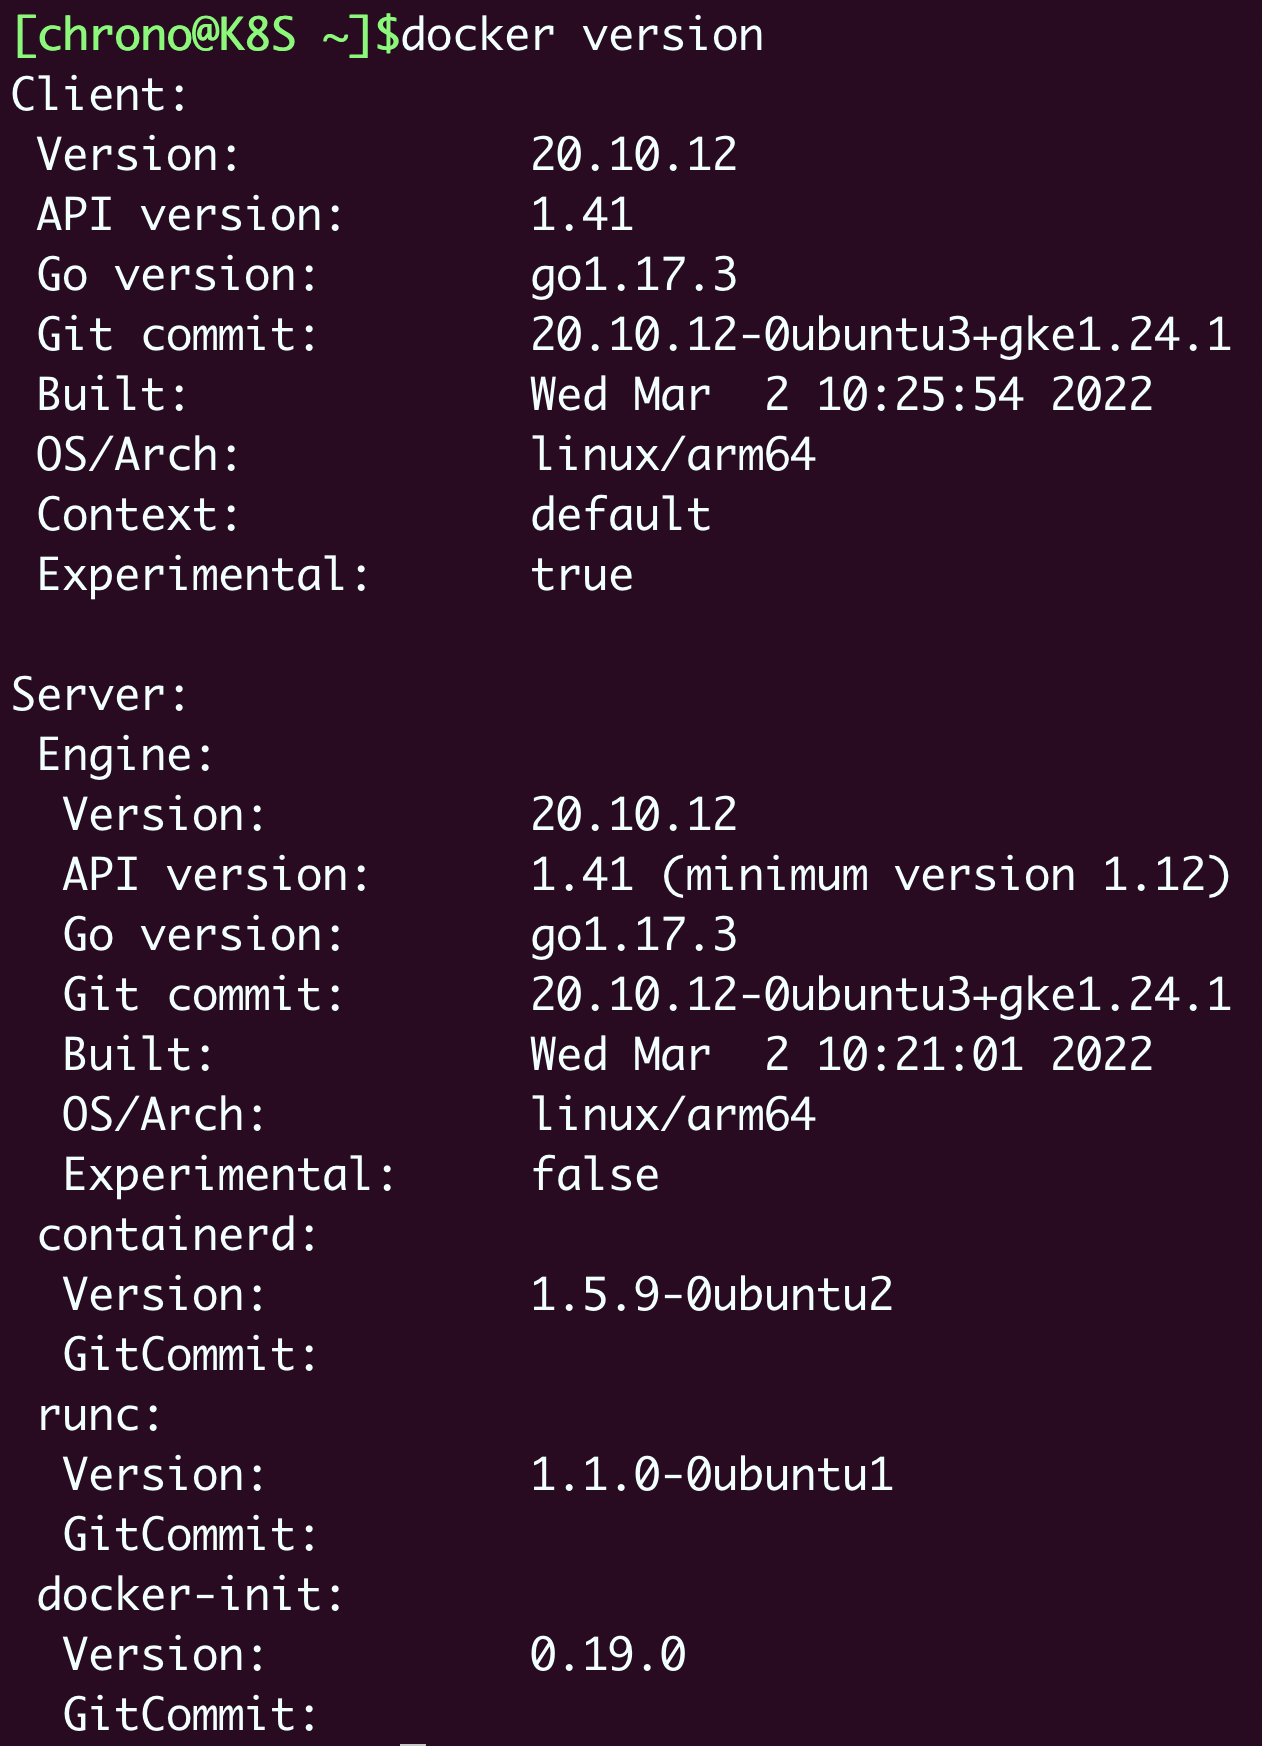 [chrono@K8S ~]$docker version
Client:
 Version:           20.10.12
 API version:       1.41
 Go version:        go1.17.3
 Git commit:        20.10.12-0ubuntu3+gke1.24.1
 Built:             Wed Mar  2 10:25:54 2022
 OS/Arch:           linux/arm64
 Context:           default
 Experimental:      true

Server:
 Engine:
  Version:          20.10.12
  API version:      1.41 (minimum version 1.12)
  Go version:       go1.17.3
  Git commit:       20.10.12-0ubuntu3+gke1.24.1
  Built:            Wed Mar  2 10:21:01 2022
  OS/Arch:          linux/arm64
  Experimental:     false
 containerd:
  Version:          1.5.9-0ubuntu2
  GitCommit:
 runc:
  Version:          1.1.0-0ubuntu1
  GitCommit:
 docker-init:
  Version:          0.19.0
  GitCommit: